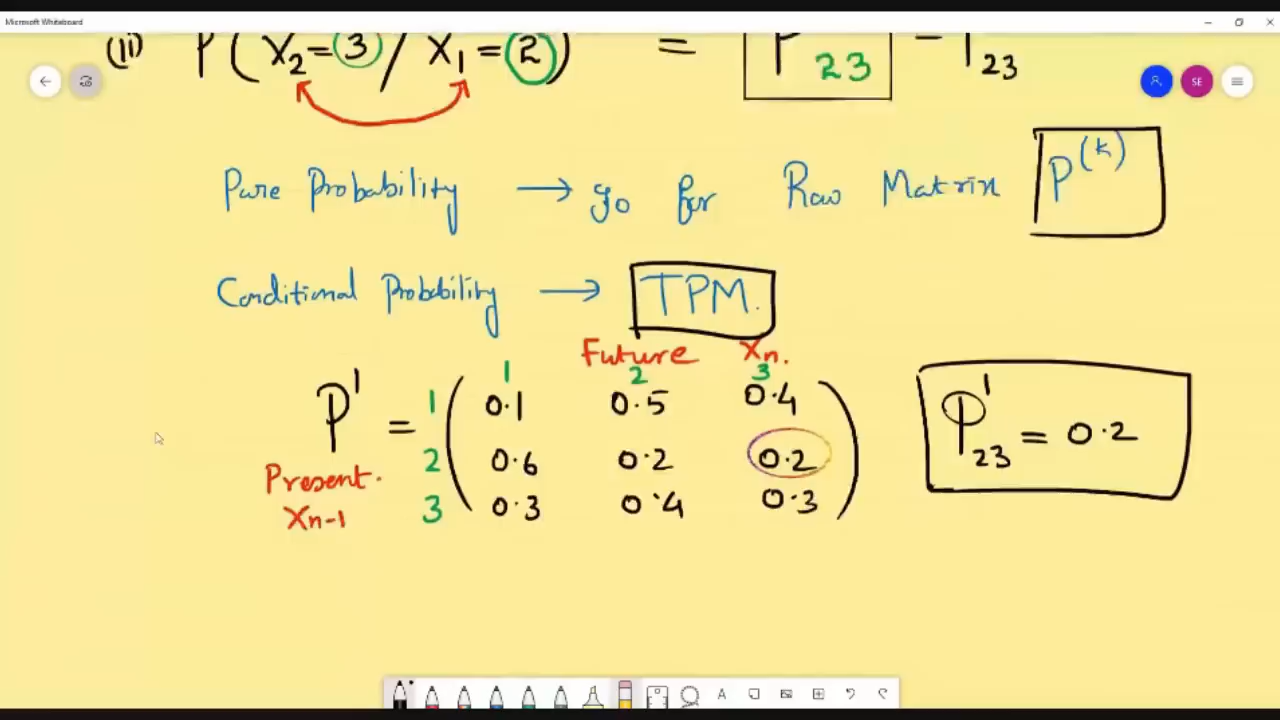 Microsoft Whiteboard
(ii) P( X₂=3 / X₁ = 2) = P 23 = P23
SE
Pure Probability → go for Row Matrix P(k)
Conditional Probability → TPM.
Future Xn.
1 2 3
P¹ = 1 0.1 0.5 0.4
2 0.6 0.2 0.2
3 0.3 0.4 0.3
Present.
Xn-1
P¹23 = 0.2
A